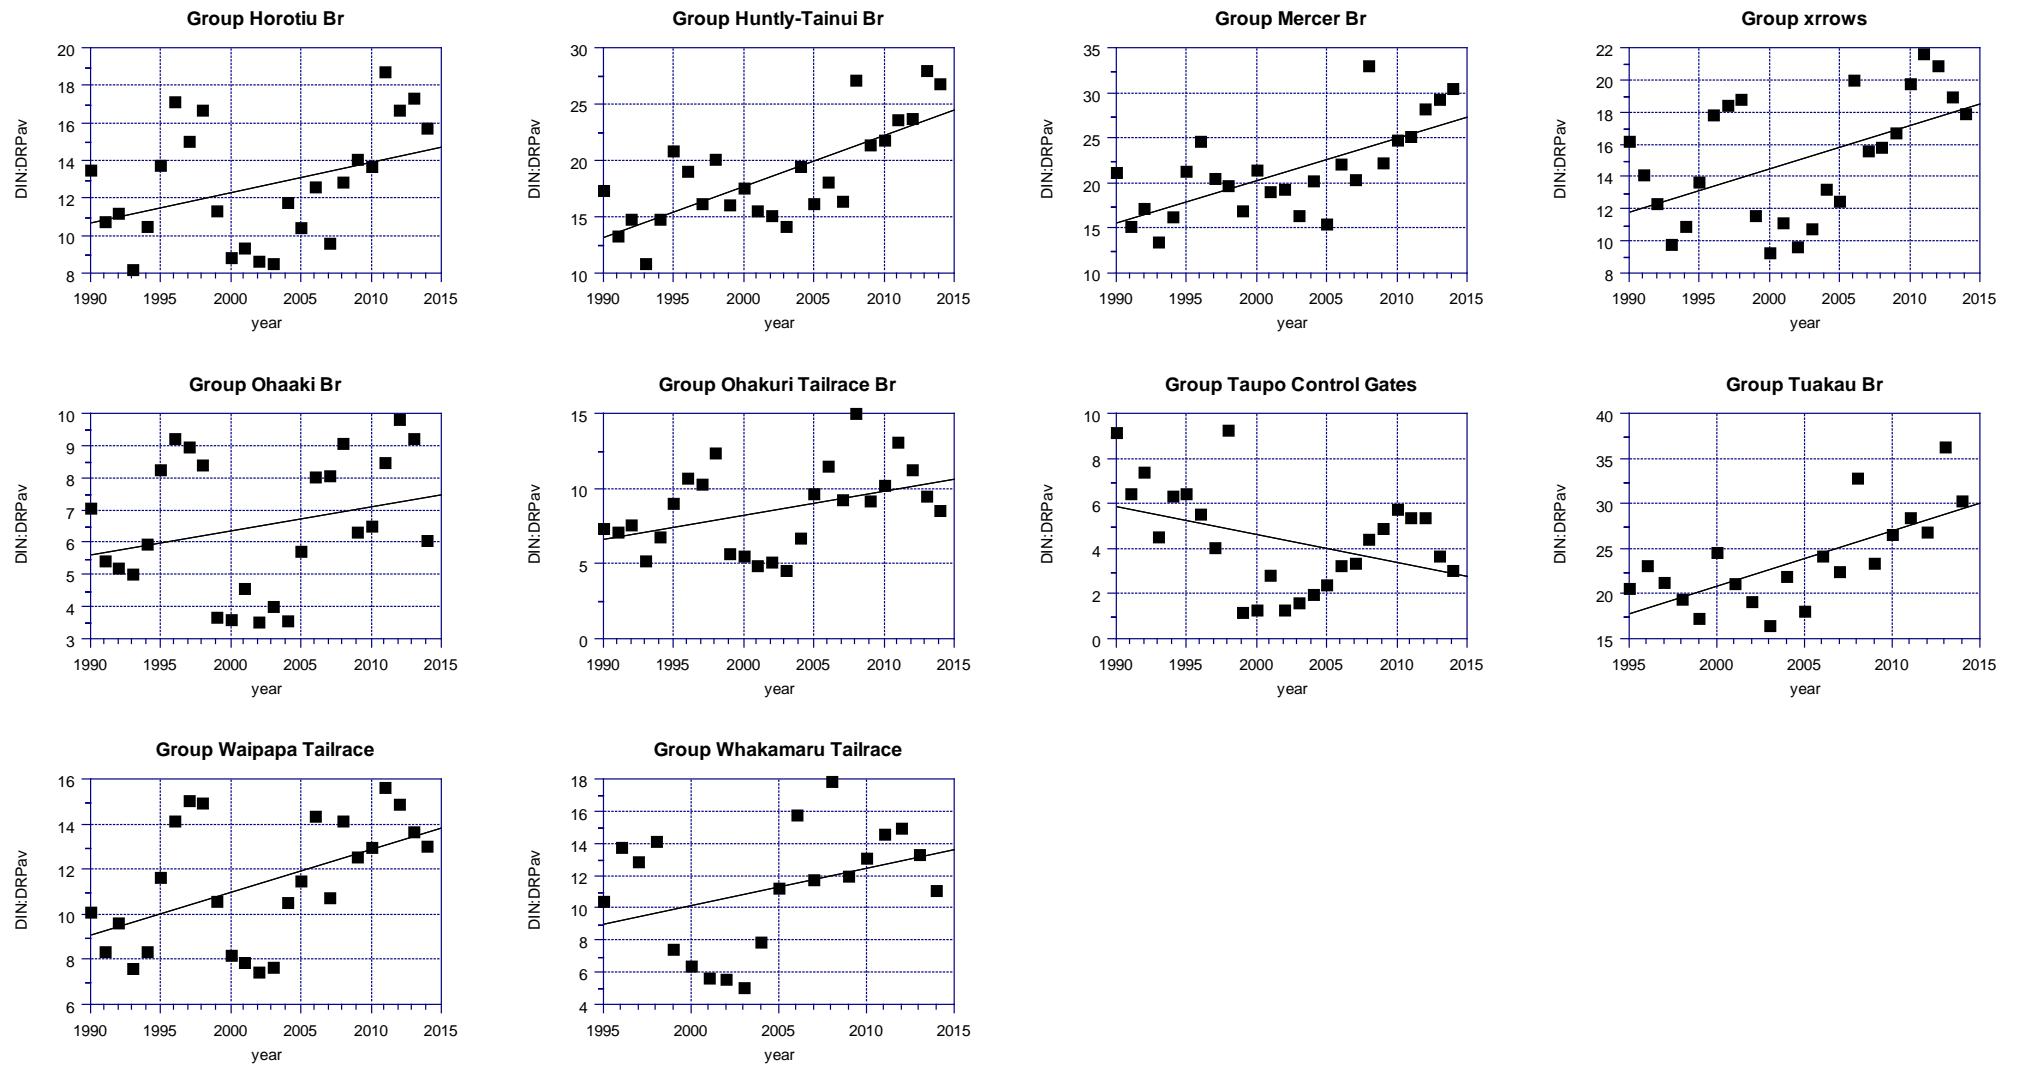 Group Horotiu Br
20
18
16
14
12
10
8
DIN:DRPav
1990 1995 2000 2005 2010 2015
year
Group Huntly-Tainui Br
30
25
20
15
10
DIN:DRPav
1990 1995 2000 2005 2010 2015
year
Group Mercer Br
35
30
25
20
15
10
DIN:DRPav
1990 1995 2000 2005 2010 2015
year
Group xrrows
22
20
18
16
14
12
10
8
DIN:DRPav
1990 1995 2000 2005 2010 2015
year
Group Ohaaki Br
10
9
8
7
6
5
4
3
DIN:DRPav
1990 1995 2000 2005 2010 2015
year
Group Ohakuri Tailrace Br
15
10
5
0
DIN:DRPav
1990 1995 2000 2005 2010 2015
year
Group Taupo Control Gates
10
8
6
4
2
0
DIN:DRPav
1990 1995 2000 2005 2010 2015
year
Group Tuakau Br
40
35
30
25
20
15
DIN:DRPav
1995 2000 2005 2010 2015
year
Group Waipapa Tailrace
16
14
12
10
8
6
DIN:DRPav
1990 1995 2000 2005 2010 2015
year
Group Whakamaru Tailrace
18
16
14
12
10
8
6
4
DIN:DRPav
1995 2000 2005 2010 2015
year